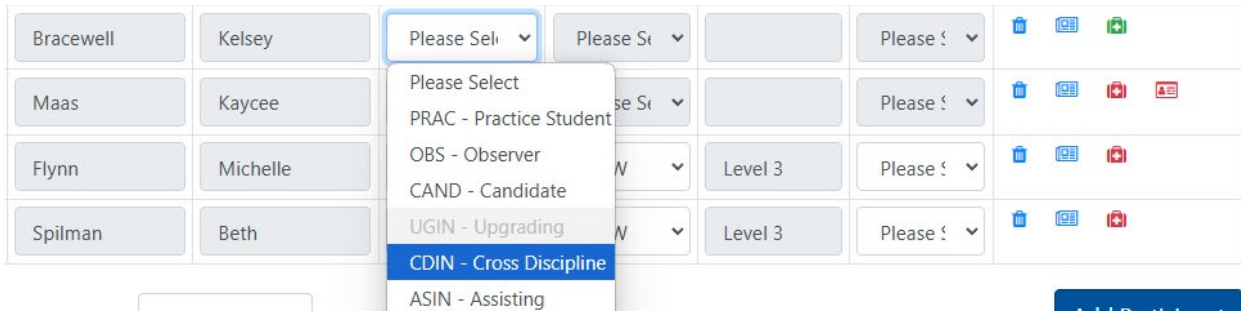 Bracewell Kelsey Please Sel Please Se Please S
Please Select
Maas Kaycee se Se Please S
PRAC - Practice Student
OBS - Observer
Flynn Michelle W Level 3 Please S
CAND - Candidate
UGIN - Upgrading
Spilman Beth W Level 3 Please S
CDIN - Cross Discipline
ASIN - Assisting